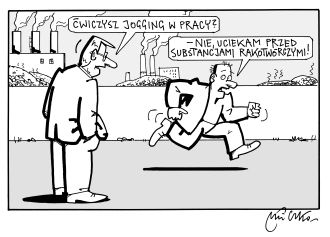 ĆWICZYSZ JOGGING W PRACY?
- NIE, UCIEKAM PRZED
SUBSTANCJAMI RAKOTWÓRCZYMI!